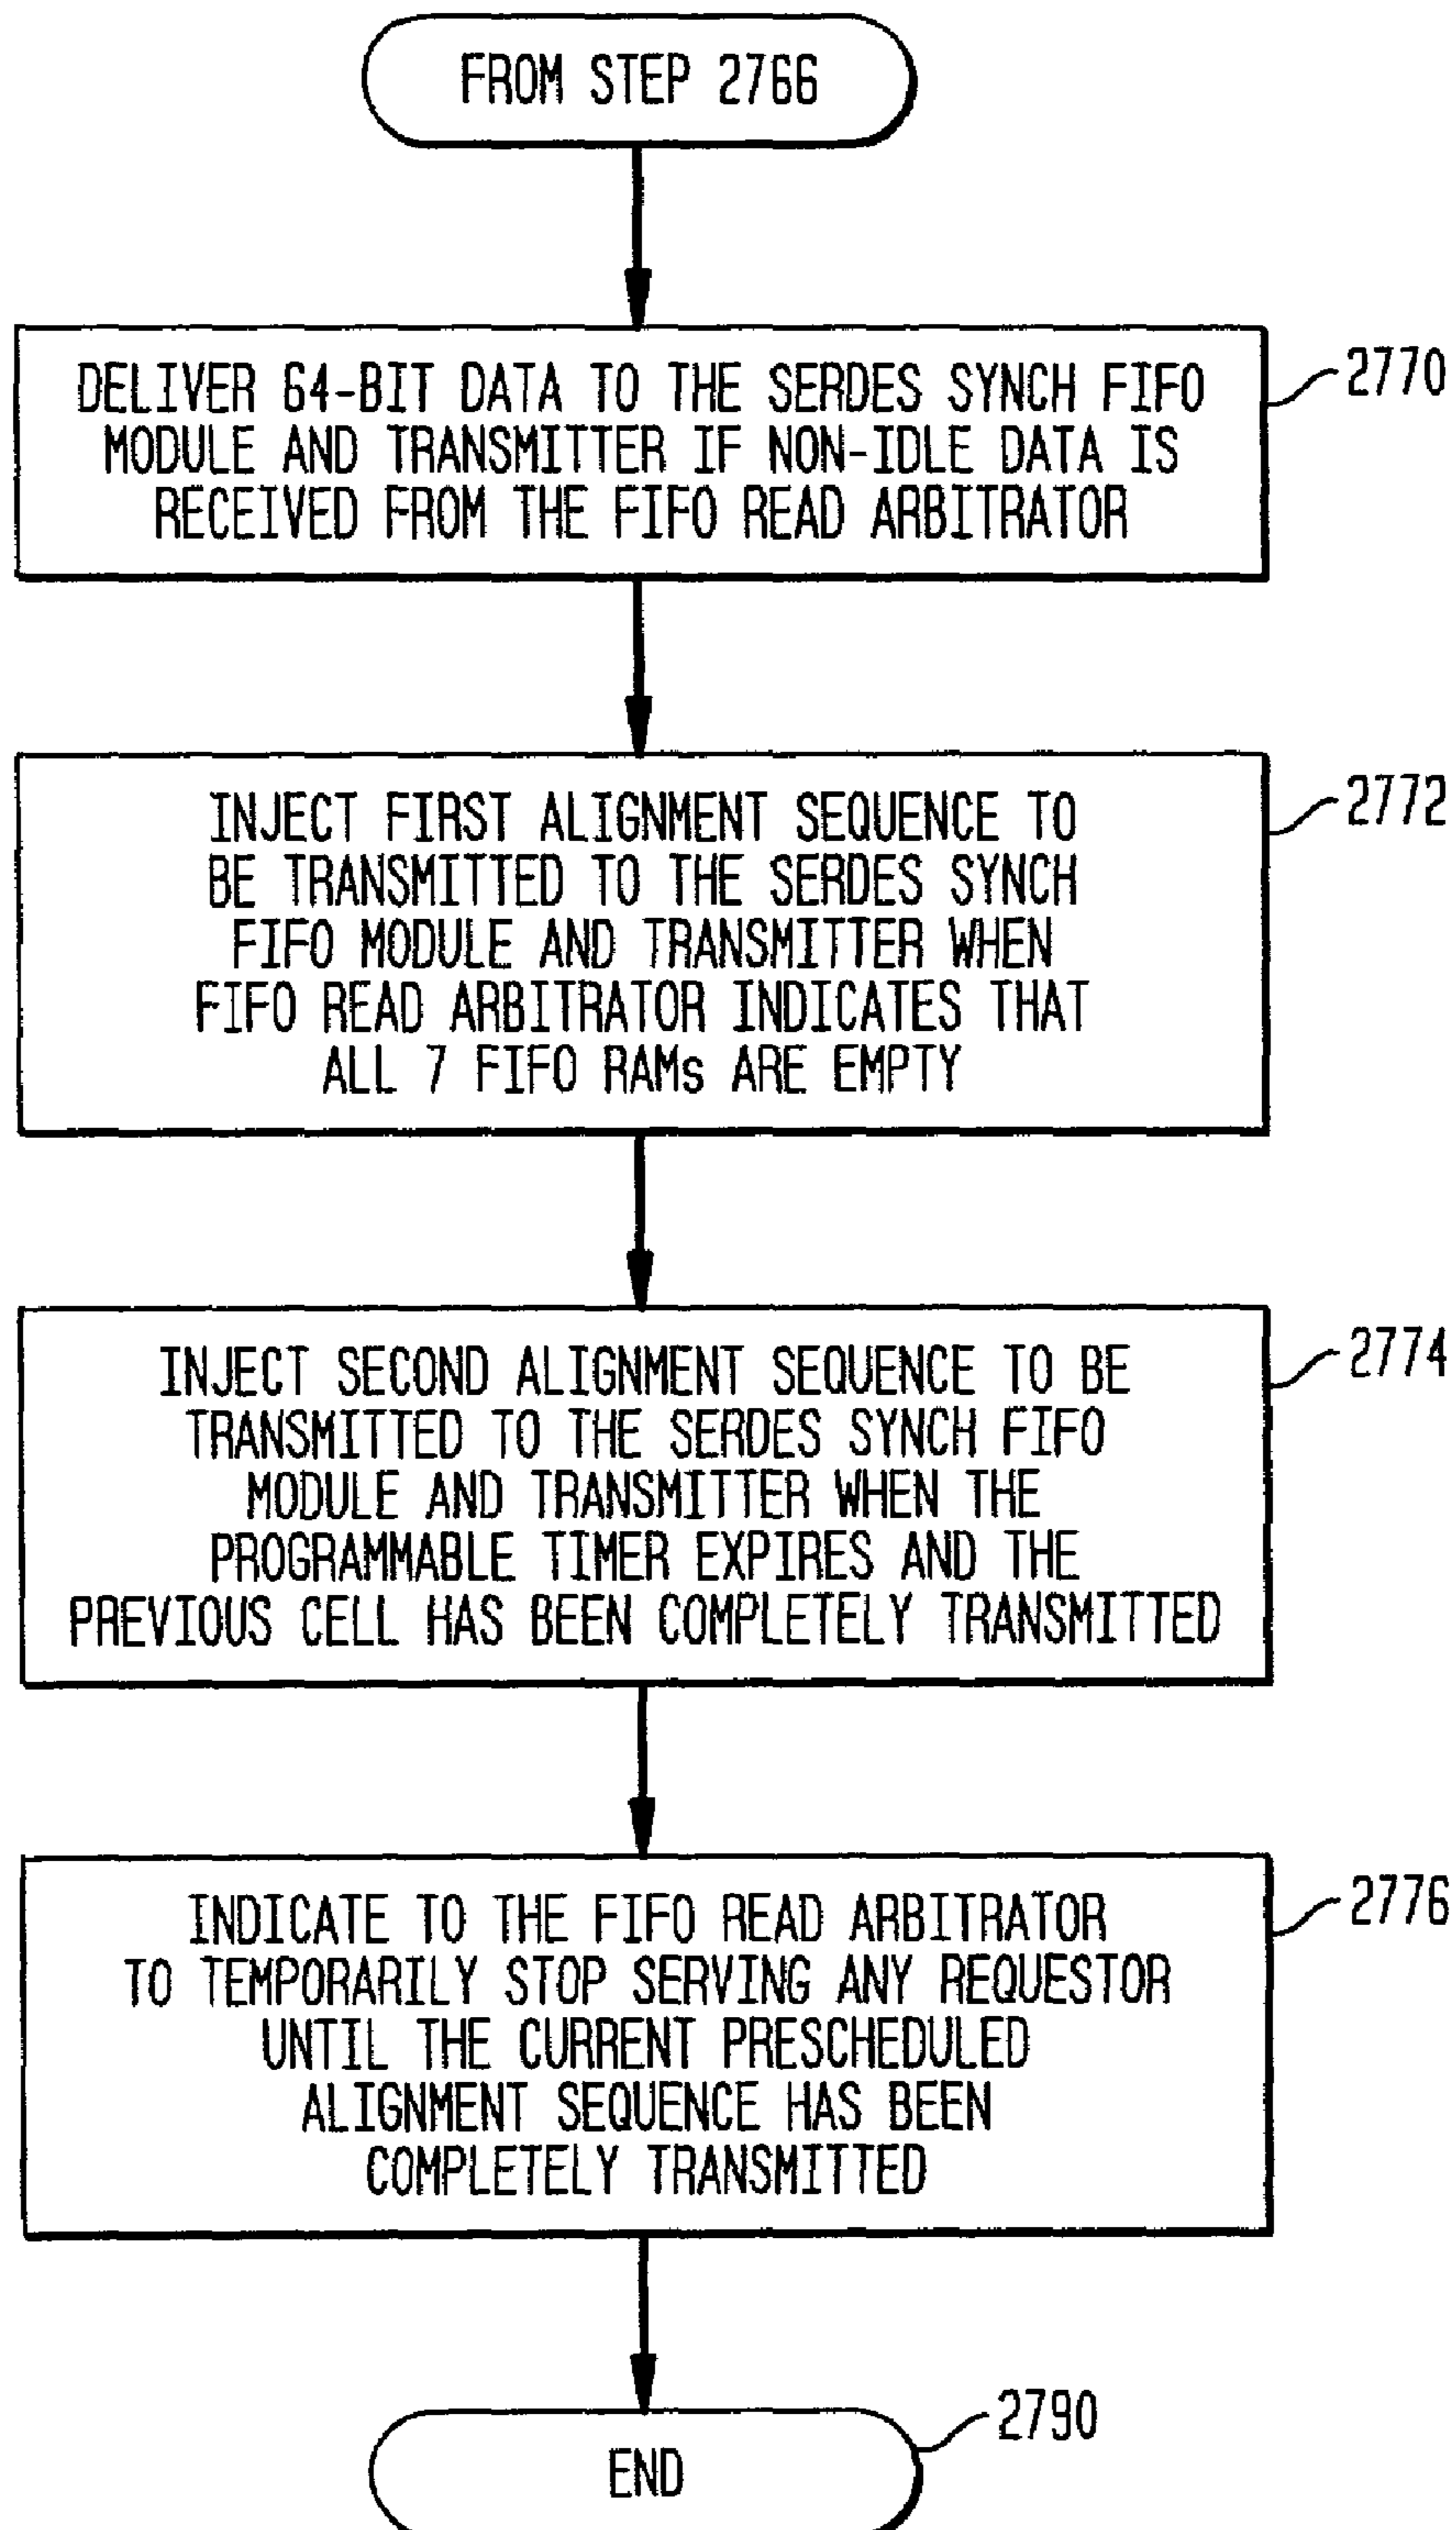 FROM STEP 2766
DELIVER 64-BIT DATA TO THE SERDES SYNCH FIFO
MODULE AND TRANSMITTER IF NON-IDLE DATA IS
RECEIVED FROM THE FIFO READ ARBITRATOR
2770
INJECT FIRST ALIGNMENT SEQUENCE TO
BE TRANSMITTED TO THE SERDES SYNCH
FIFO MODULE AND TRANSMITTER WHEN
FIFO READ ARBITRATOR INDICATES THAT
ALL 7 FIFO RAMs ARE EMPTY
2772
INJECT SECOND ALIGNMENT SEQUENCE TO BE
TRANSMITTED TO THE SERDES SYNCH FIFO
MODULE AND TRANSMITTER WHEN THE
PROGRAMMABLE TIMER EXPIRES AND THE
PREVIOUS CELL HAS BEEN COMPLETELY TRANSMITTED
2774
INDICATE TO THE FIFO READ ARBITRATOR
TO TEMPORARILY STOP SERVING ANY REQUESTOR
UNTIL THE CURRENT PRESCHEDULED
ALIGNMENT SEQUENCE HAS BEEN
COMPLETELY TRANSMITTED
2776
END
2790